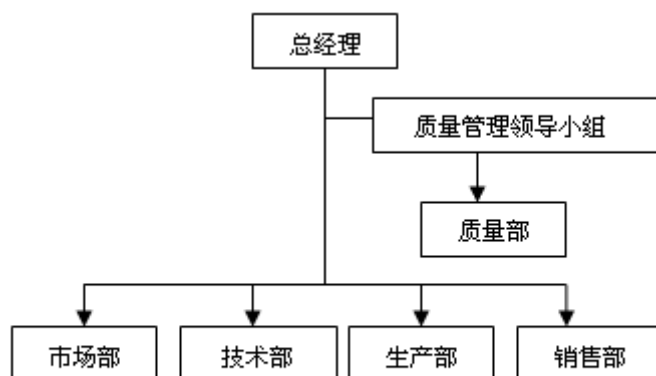 总经理
质量管理领导小组
质量部
市场部
技术部
生产部
销售部